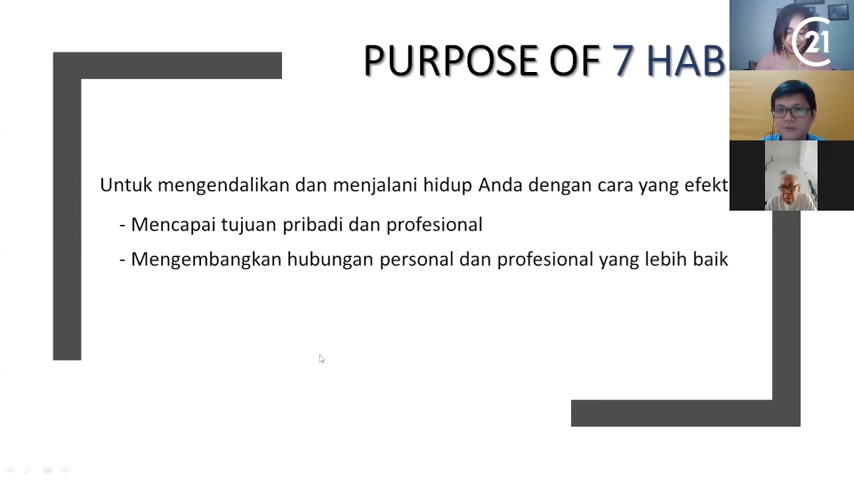 PURPOSE OF 7 HAB
C21
Untuk mengendalikan dan menjalani hidup Anda dengan cara yang efekt
- Mencapai tujuan pribadi dan profesional
- Mengembangkan hubungan personal dan profesional yang lebih baik